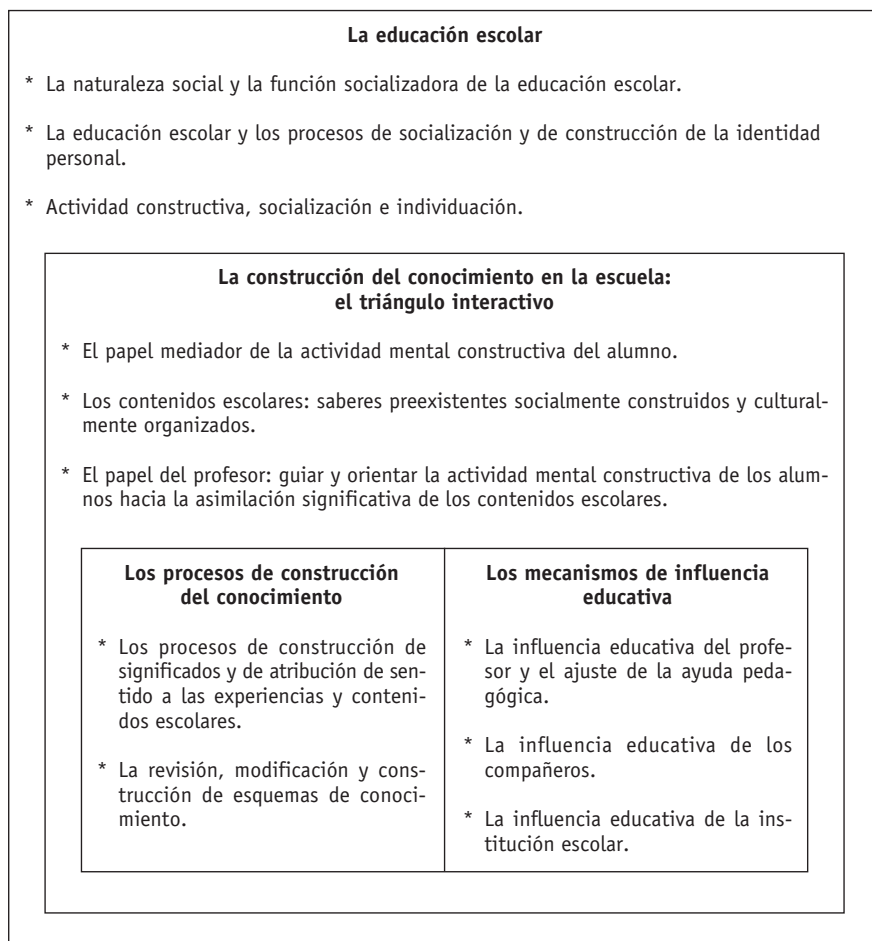 La educación escolar
* La naturaleza social y la función socializadora de la educación escolar.
* La educación escolar y los procesos de socialización y de construcción de la identidad
personal.
* Actividad constructiva, socialización e individuación.
La construcción del conocimiento en la escuela:
el triángulo interactivo
* El papel mediador de la actividad mental constructiva del alumno.
* Los contenidos escolares: saberes preexistentes socialmente construidos y cultural-
mente organizados.
* El papel del profesor: guiar y orientar la actividad mental constructiva de los alum-
nos hacia la asimilación significativa de los contenidos escolares.
Los procesos de construcción
del conocimiento
* Los procesos de construcción de
significados y de atribución de sen-
tido a las experiencias y conteni-
dos escolares.
* La revisión, modificación y cons-
trucción de esquemas de conoci-
miento.
Los mecanismos de influencia
educativa
* La influencia educativa del profe-
sor y el ajuste de la ayuda peda-
gógica.
* La influencia educativa de los
compañeros.
* La influencia educativa de la ins-
titución escolar.